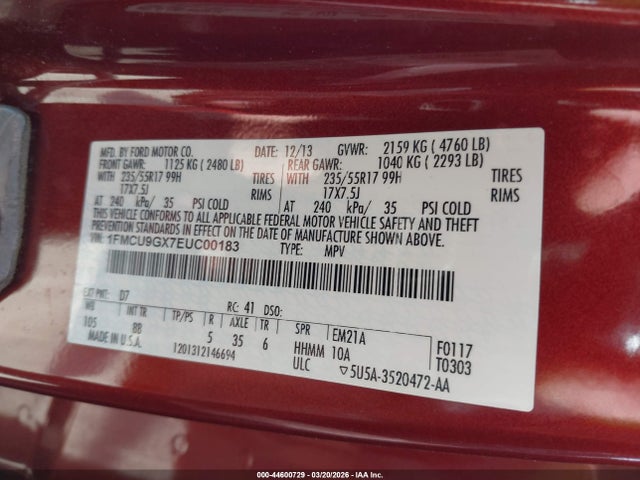 MFD. BY FORD MOTOR CO. DATE: 12/13 GVWR: 2159 KG ( 4760 LB)
FRONT GAWR: 1125 KG ( 2480 LB) REAR GAWR: 1040 KG ( 2293 LB)
WITH 235/55R17 99H TIRES WITH 235/55R17 99H TIRES
17X7.5J RIMS 17X7.5J RIMS
AT 240 kPa/ 35 PSI COLD AT 240 kPa/ 35 PSI COLD
THIS VEHICLE CONFORMS TO ALL APPLICABLE FEDERAL MOTOR VEHICLE SAFETY AND THEFT
PREVENTION STANDARDS IN EFFECT ON THE DATE OF MANUFACTURE SHOWN ABOVE.
VIN: 1FMCU9GX7EUC00183 TYPE: MPV
EXT PNT: D7 RC: 41 DSO:
WB INT TR TP/PS R AXLE TR SPR EM21A F0117
105 BB 5 35 6 HHMM 10A T0303
MADE IN U.S.A. 1201312146694 ULC ▽5U5A-3520472-AA
000-44600729 - 03/20/2026 - IAA Inc.